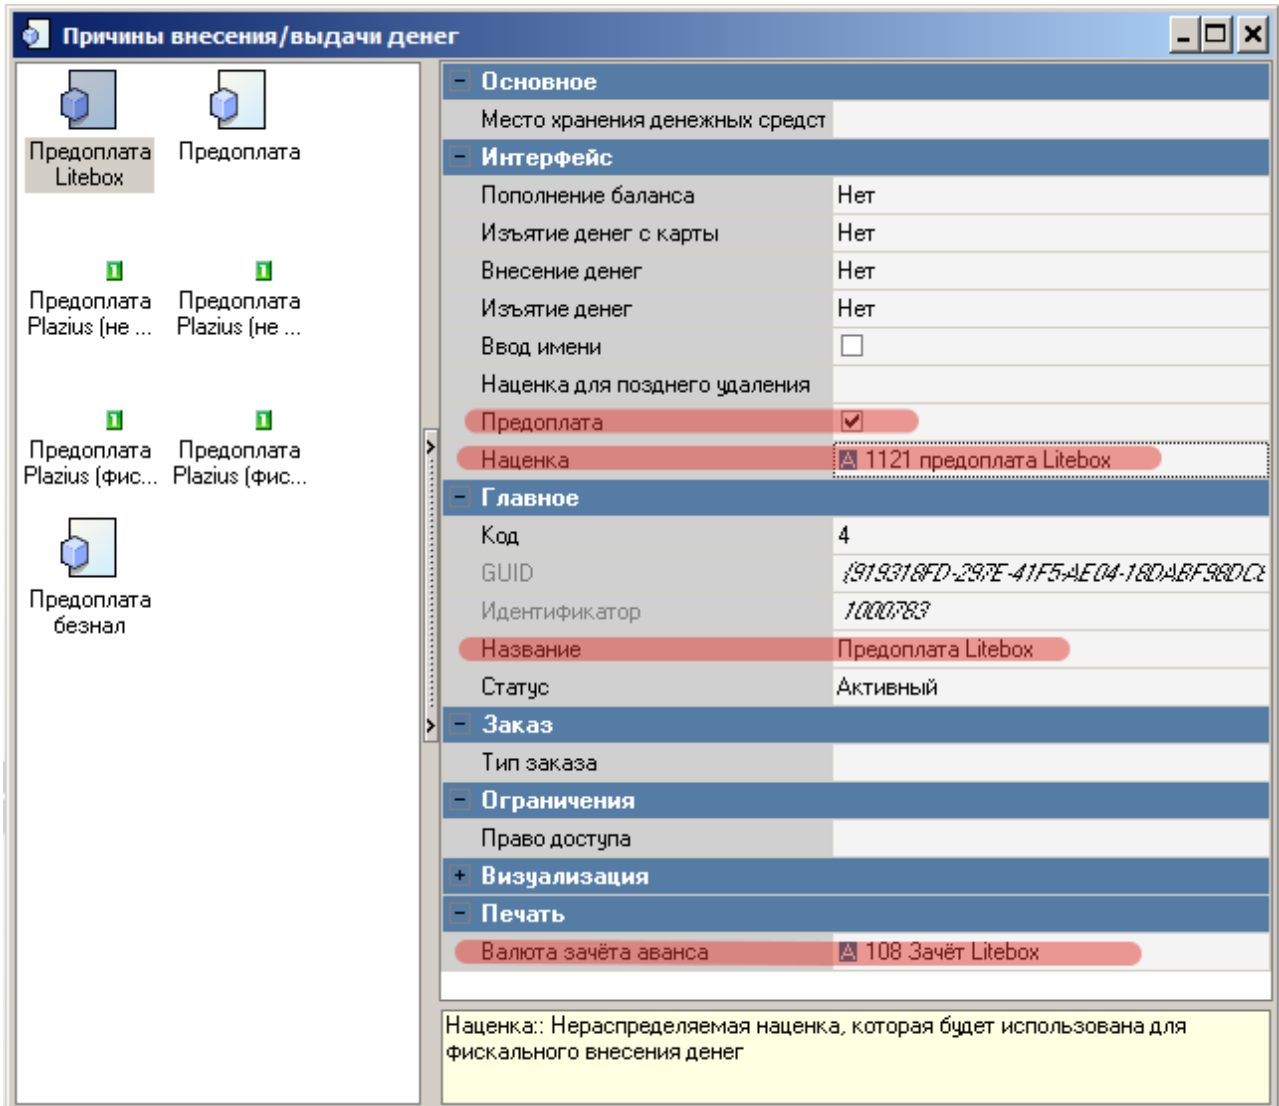 Причины внесения/выдачи денег
Предоплата
Litebox
Предоплата
1
1
Предоплата
Plazius (не ...
Предоплата
Plazius (не ...
1
1
Предоплата
Plazius (фис...
Предоплата
Plazius (фис...
Предоплата
безнал
Основное
Место хранения денежных средст
Интерфейс
Пополнение баланса Нет
Изъятие денег с карты Нет
Внесение денег Нет
Изъятие денег Нет
Ввод имени
Наценка для позднего удаления
Предоплата
Наценка A 1121 предоплата Litebox
Главное
Код 4
GUID {919318FD-297E-41F5-AE04-18DABF98DC
Идентификатор 1000783
Название Предоплата Litebox
Статус Активный
Заказ
Тип заказа
Ограничения
Право доступа
Визуализация
Печать
Валюта зачёта аванса A 108 Зачёт Litebox
Наценка:: Нераспределяемая наценка, которая будет использована для
фискального внесения денег